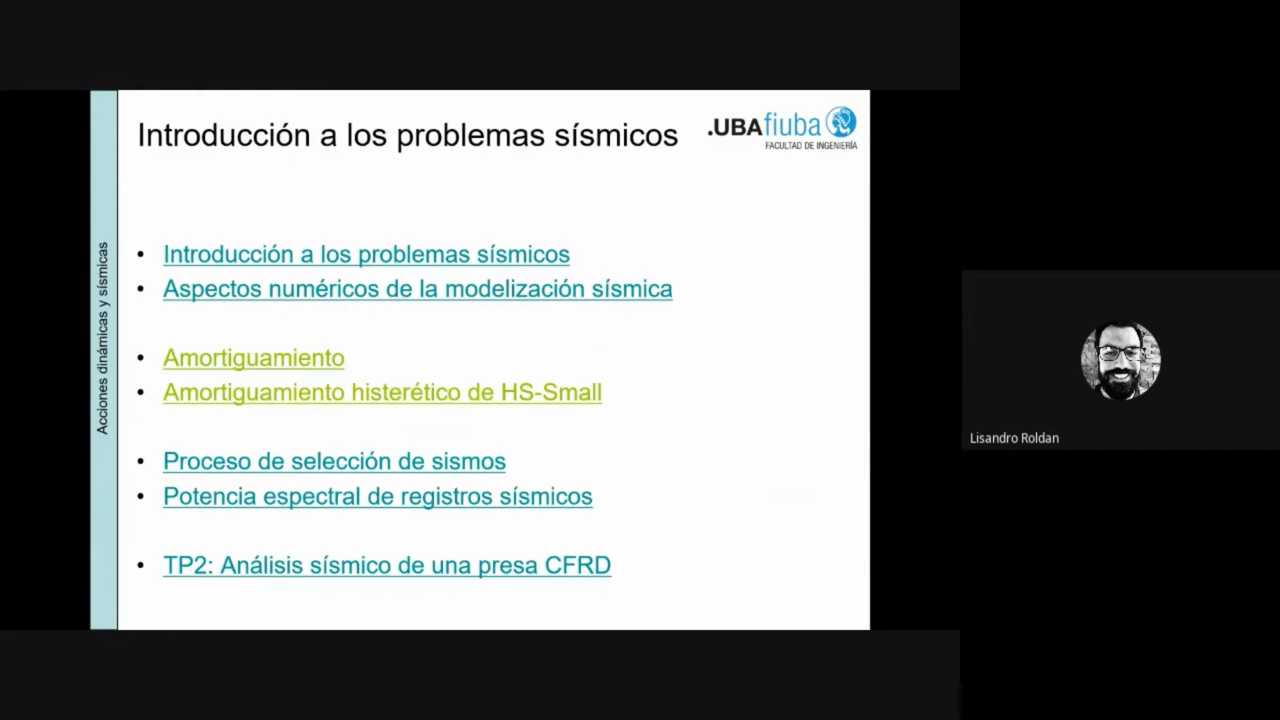 Introducción a los problemas sísmicos
.UBAfiuba
FACULTAD DE INGENIERÍA
Acciones dinámicas y sísmicas
• Introducción a los problemas sísmicos
• Aspectos numéricos de la modelización sísmica
• Amortiguamiento
• Amortiguamiento histerético de HS-Small
• Proceso de selección de sismos
• Potencia espectral de registros sísmicos
• TP2: Análisis sísmico de una presa CFRD
Lisandro Roldan